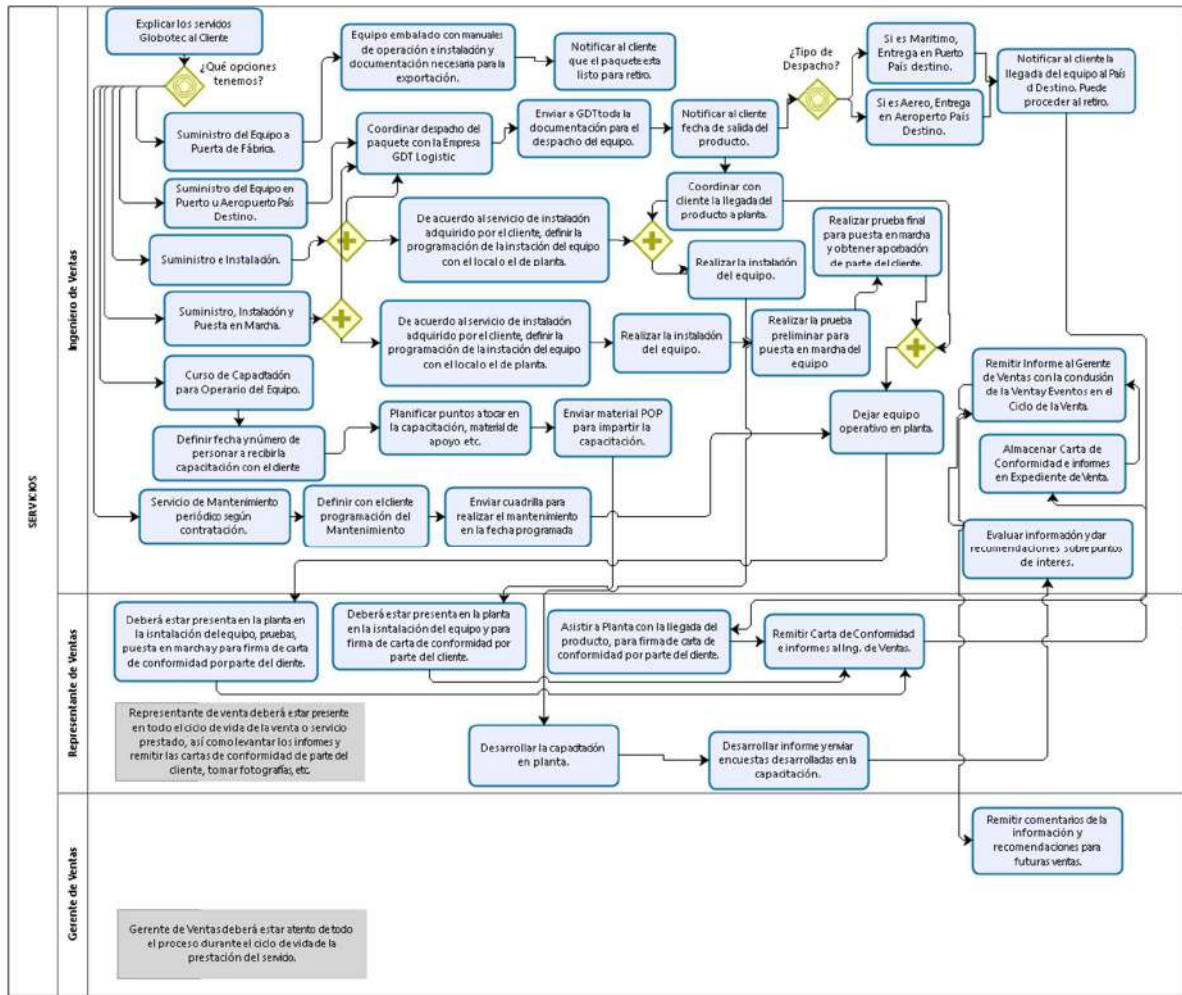 SERVICIOS
Ingeniero de Ventas
Explicar los servicios
Globotec al Cliente
¿Qué opciones
tenemos?
Equipo embalado con manuales
de operación e instalación y
documentación necesaria para la
exportación.
Notificar al cliente
que el paquete esta
listo para retiro.
¿Tipo de
Despacho?
Si es Marítimo,
Entrega en Puerto
País destino.
Si es Aereo, Entrega
en Aeroperto País
Destino.
Notificar al cliente la
llegada del equipo al País
d Destino. Puede
proceder al retiro.
Suministro del Equipo a
Puerta de Fábrica.
Coordinar despacho del
paquete con la Empresa
GDT Logistic
Enviar a GDT toda la
documentación para el
despacho del equipo.
Notificar al cliente
fecha de salida del
producto.
Suministro del Equipo en
Puerto u Aeropuerto País
Destino.
Coordinar con
cliente la llegada del
producto a planta.
Suministro e Instalación.
De acuerdo al servicio de instalación
adquirido por el cliente, definir la
programación de la instación del equipo
con el local o el de planta.
Realizar la instalación
del equipo.
Realizar prueba final
para puesta en marcha
y obtener aporbación
de parte del cliente.
Suministro, Instalación y
Puesta en Marcha.
De acuerdo al servicio de instalación
adquirido por el cliente, definir la
programación de la instación del equipo
con el local o el de planta.
Realizar la instalación
del equipo.
Realizar la prueba
preliminar para
puesta en marcha del
equipo
Curso de Capacitación
para Operario del Equipo.
Definir fecha y número de
personar a recibir la
capacitación con el cliente
Planificar puntos a tocar en
la capacitación, material de
apoyo etc.
Enviar material POP
para impartir la
capacitación.
Dejar equipo
operativo en planta.
Remitir Informe al Gerente
de Ventas con la conclusión
de la Venta y Eventos en el
Ciclo de la Venta.
Almacenar Carta de
Conformidad e informes
en Expediente de Venta.
Servicio de Mantenimiento
periódico según
contratación.
Definir con el cliente
programación del
Mantenimiento
Enviar cuadrilla para
realizar el mantenimiento
en la fecha programada
Evaluar información y dar
recomendaciones sobre puntos
de interes.
Representante de Ventas
Deberá estar presenta en la planta en
la isntalación del equipo, pruebas,
puesta en marcha y para firma de carta
de conformidad por parte del cliente.
Deberá estar presenta en la planta
en la isntalación del equipo y para
firma de carta de conformidad por
parte del cliente.
Asistir a Planta con la llegada del
producto, para firma de carta de
conformidad por parte del cliente.
Remitir Carta de Conformidad
e informes al Ing. de Ventas.
Representante de venta deberá estar presente
en todo el ciclo de vida de la venta o servicio
prestado, así como levantar los informes y
remitir las cartas de conformidad de parte del
cliente, tomar fotografías, etc.
Desarrollar la capacitación
en planta.
Desarrollar informe y enviar
encuestas desarrolladas en la
capacitación.
Gerente de Ventas
Remitir comentarios de la
información y
recomendaciones para
futuras ventas.
Gerente de Ventas deberá estar atento de todo
el proceso durante el ciclo de vida de la
prestación del servicio.